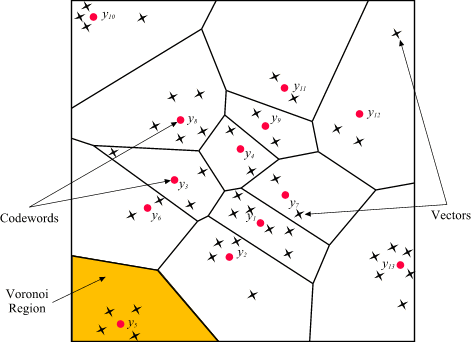 y10
y11
y12
y8
y9
y4
y3
y7
y6
y1
Codewords
Vectors
y2
y13
Voronoi
Region
y5